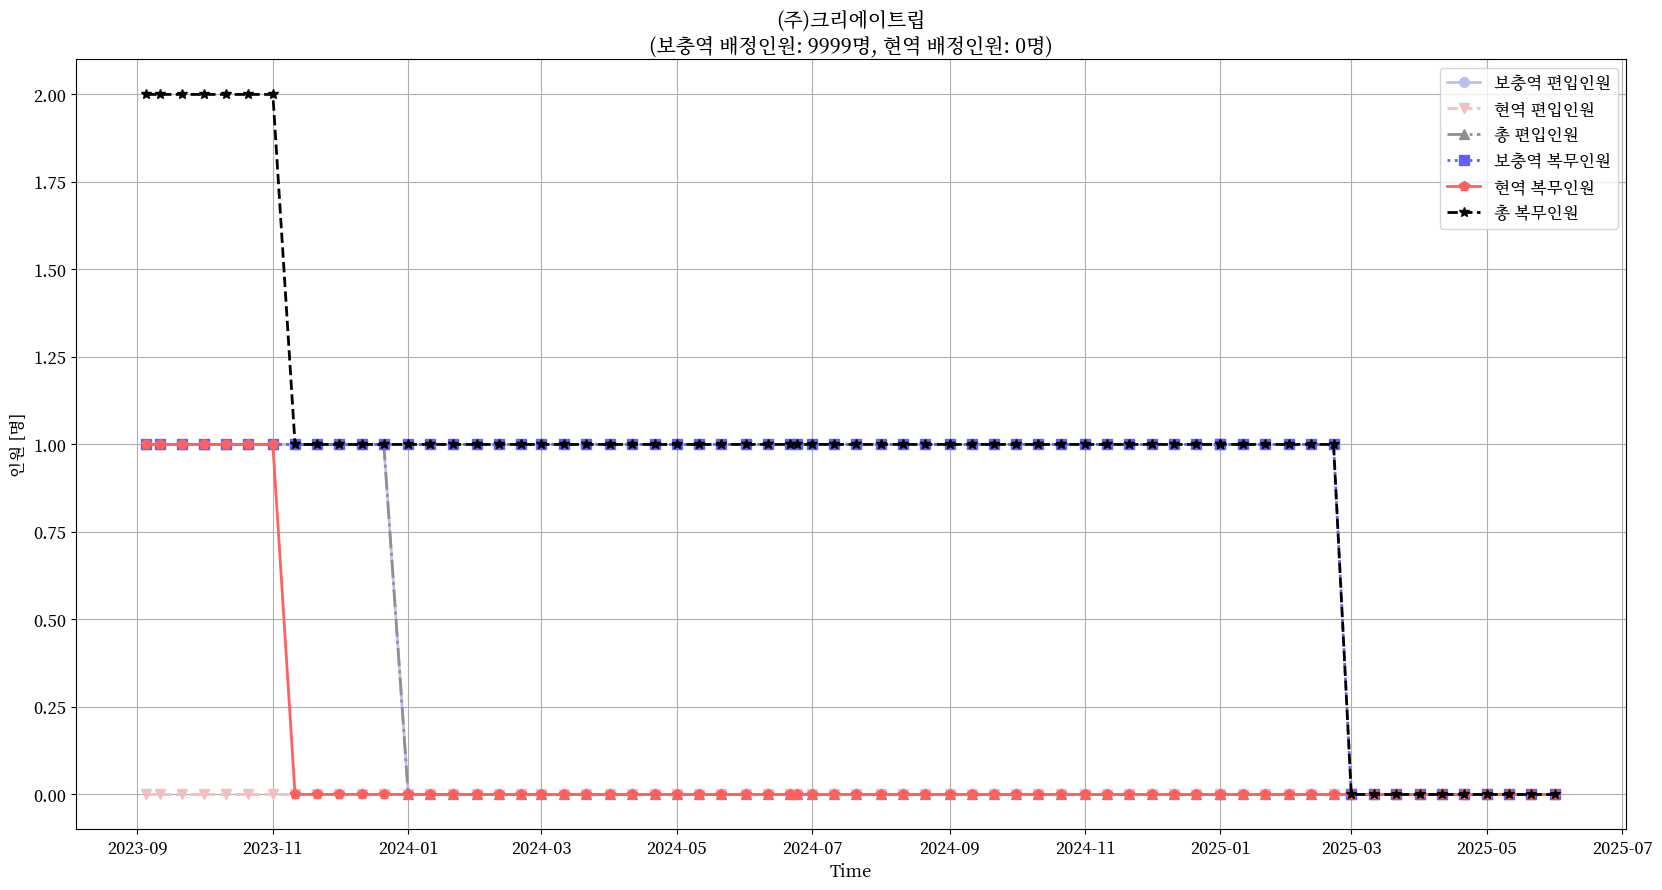 (주)크리에이트립
(보충역 배정인원: 9999명, 현역 배정인원: 0명)
보충역 편입인원
현역 편입인원
총 편입인원
보충역 복무인원
현역 복무인원
총 복무인원
인원 [명]
2.00
1.75
1.50
1.25
1.00
0.75
0.50
0.25
0.00
2023-09
2023-11
2024-01
2024-03
2024-05
2024-07
2024-09
2024-11
2025-01
2025-03
2025-05
2025-07
Time